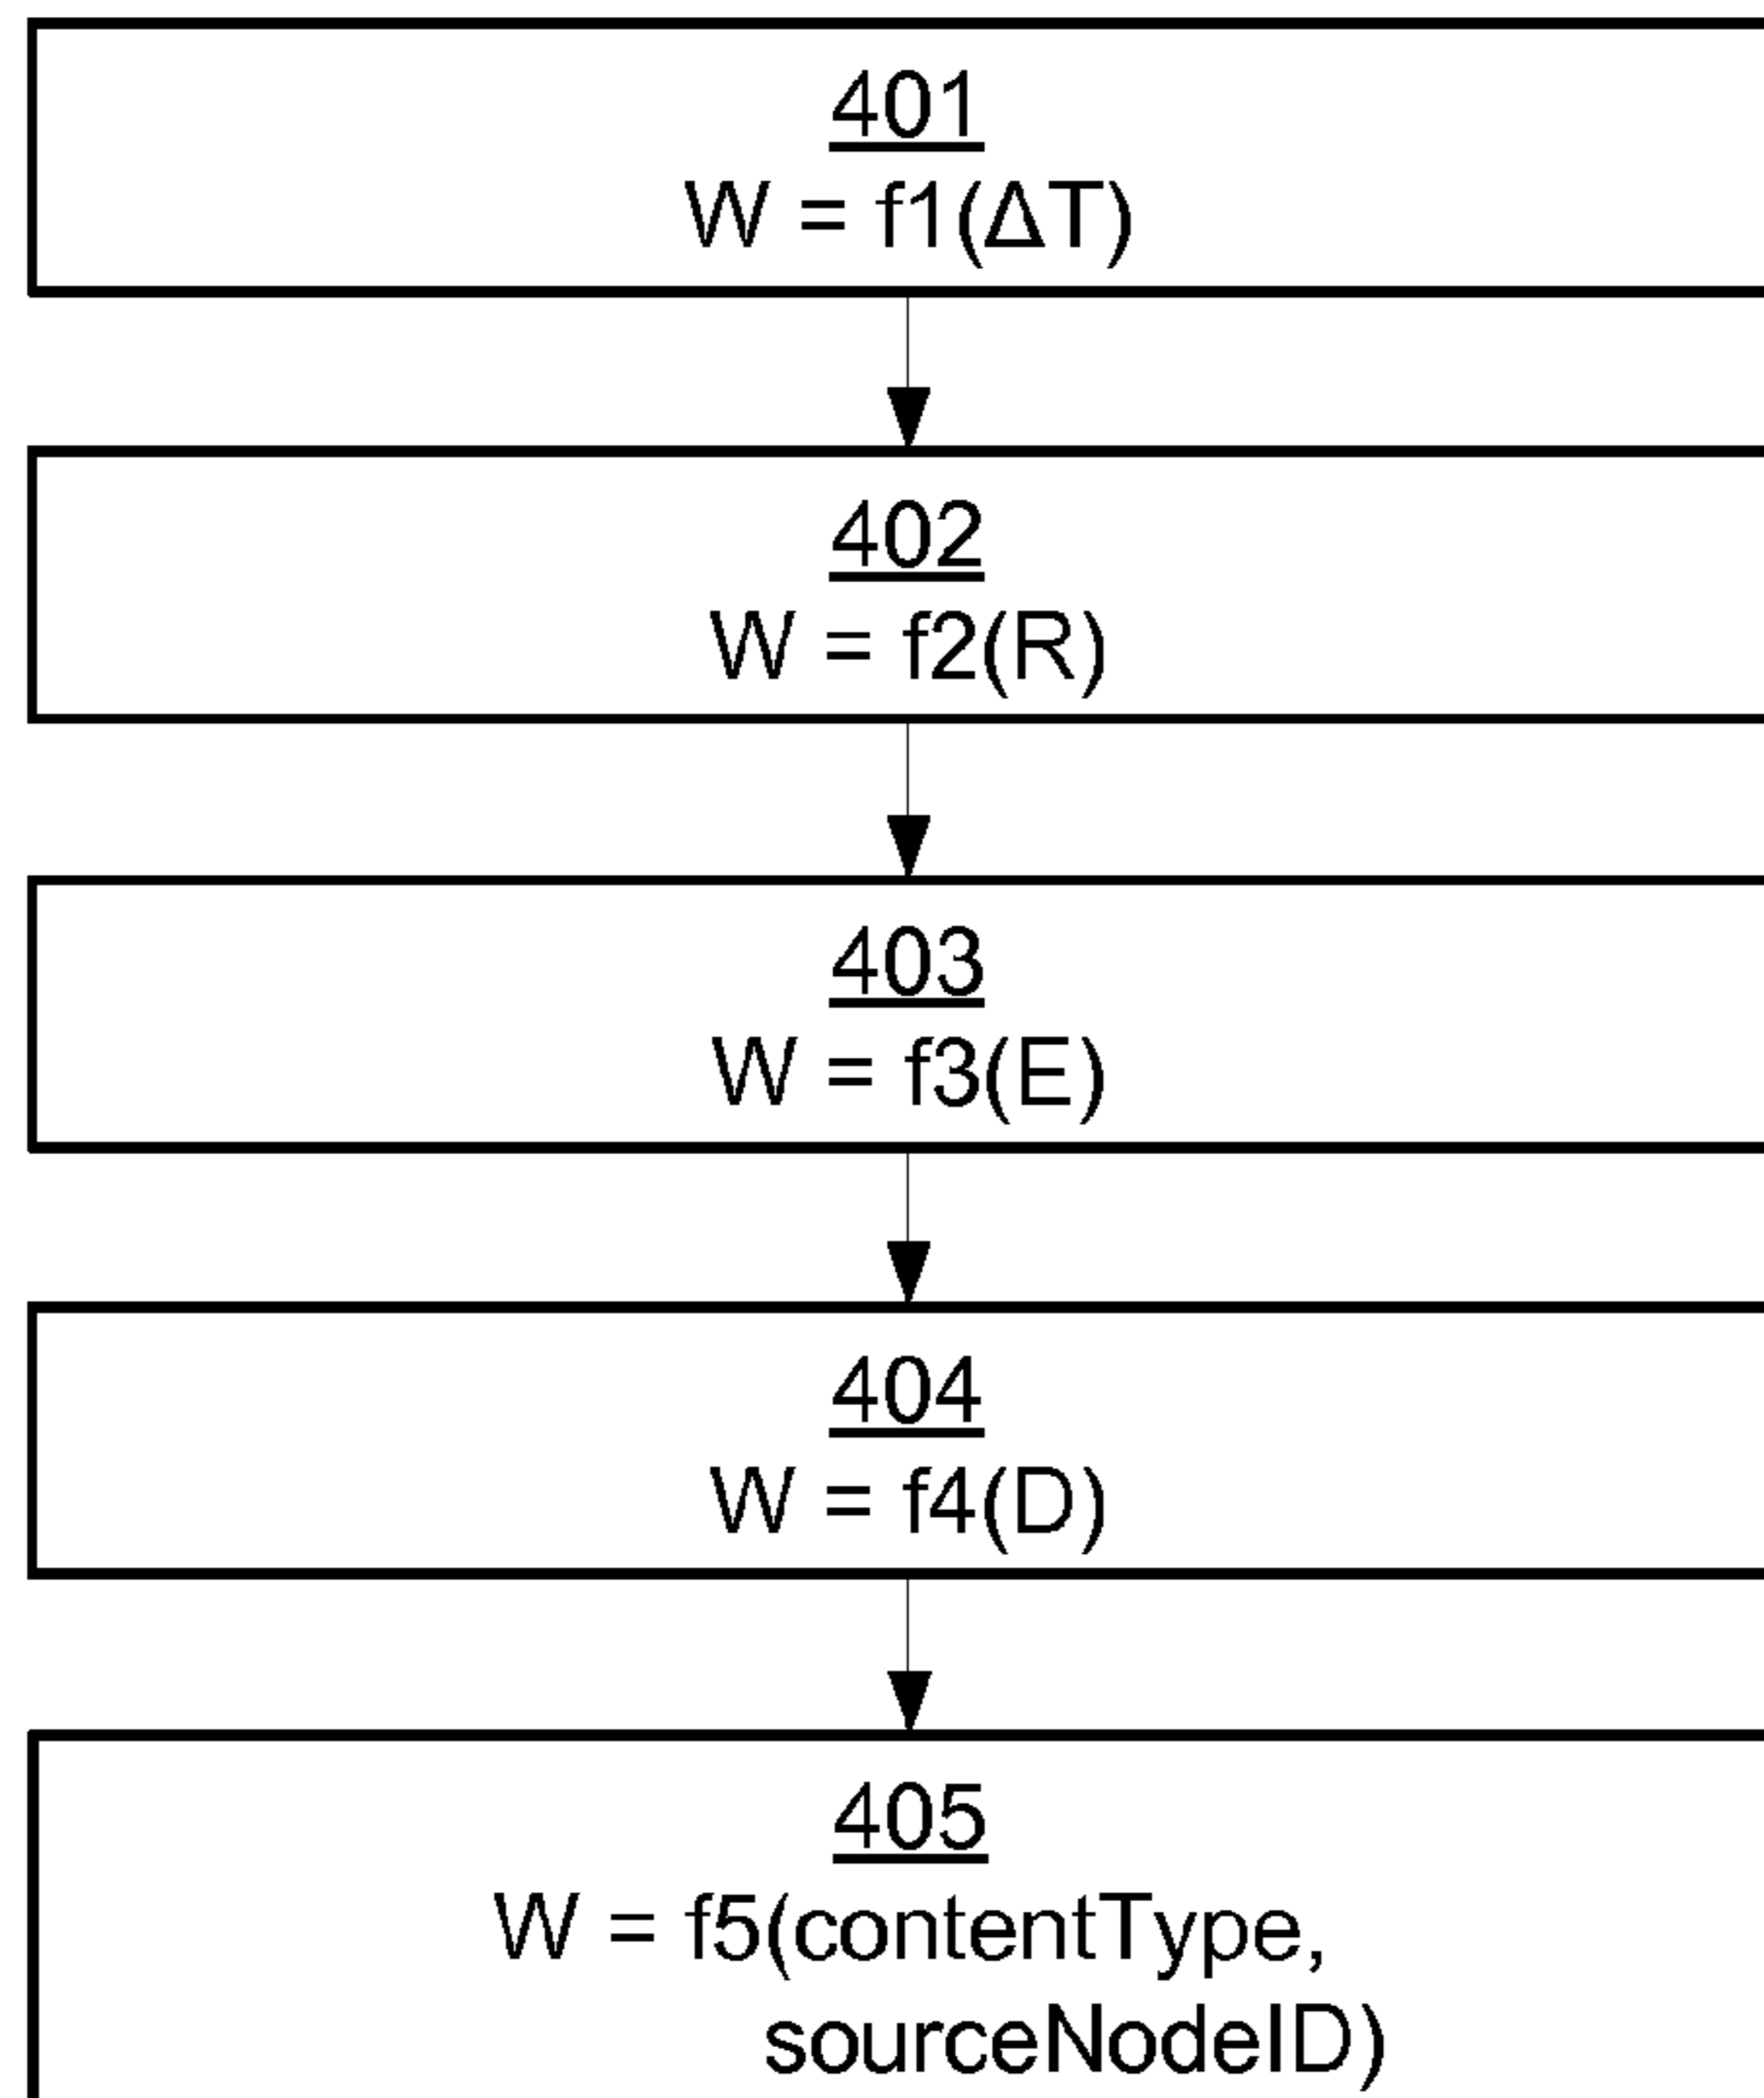 401
W = f1(ΔT)
402
W = f2(R)
403
W = f3(E)
404
W = f4(D)
405
W = f5(contentType,
sourceNodeID)